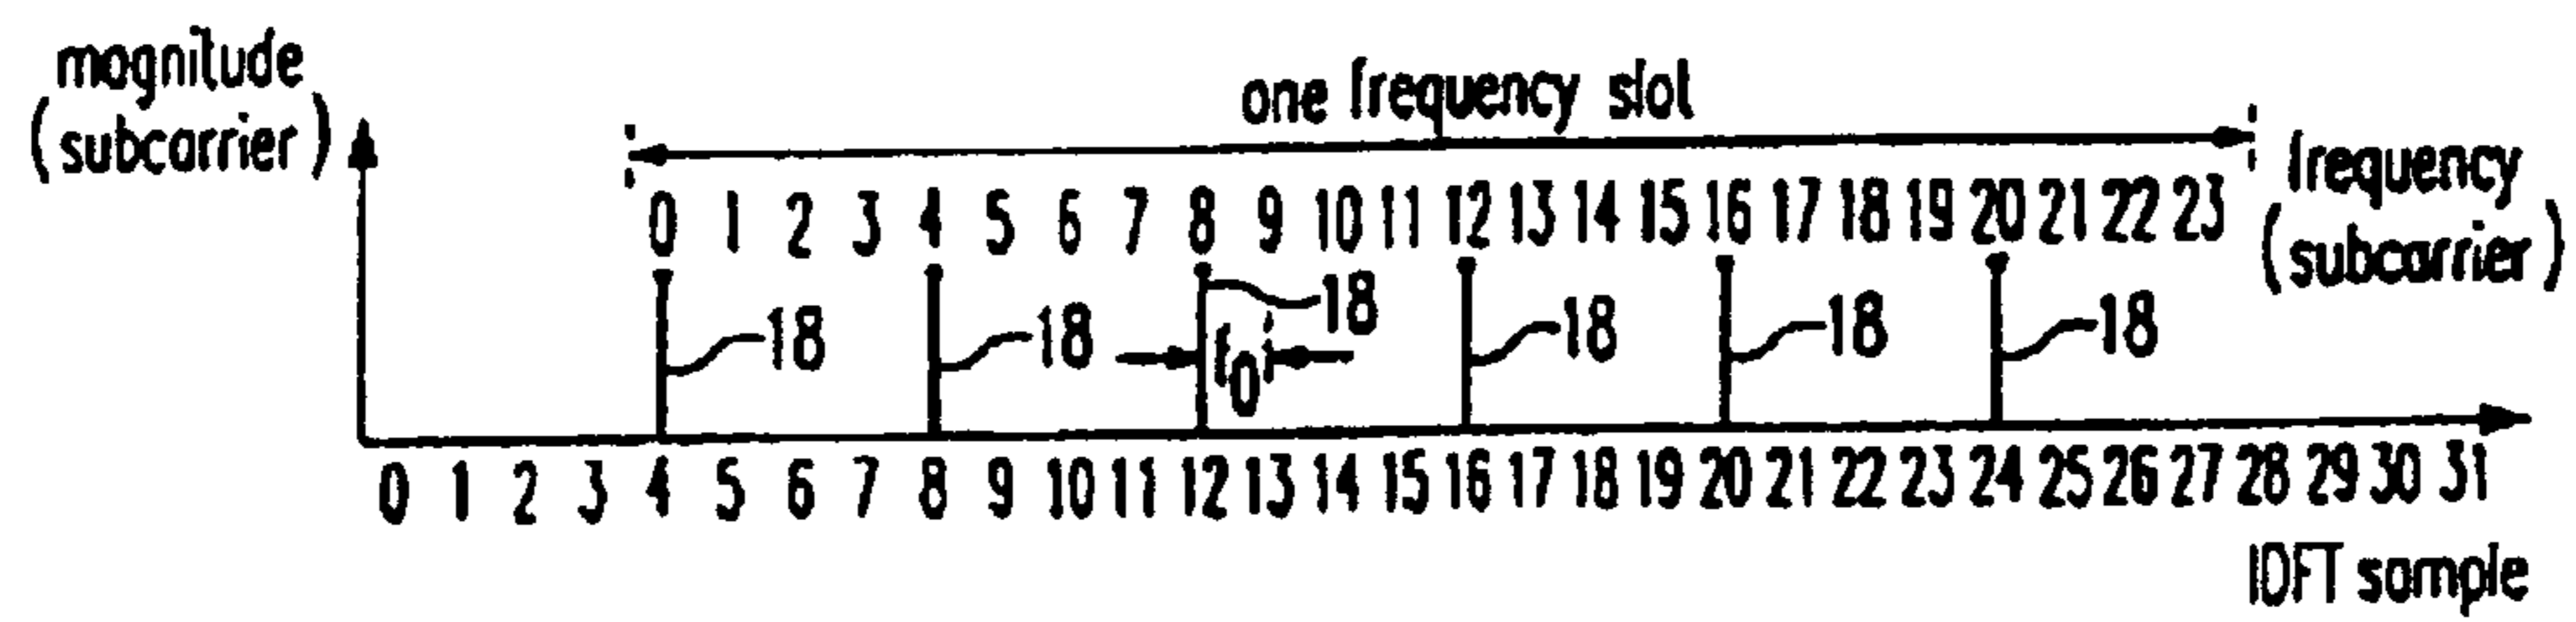 magnitude
(subcarrier)
one frequency slot
frequency
(subcarrier)
0 1 2 3 4 5 6 7 8 9 10 11 12 13 14 15 16 17 18 19 20 21 22 23
18 18 18 18 18 18
f0
0 1 2 3 4 5 6 7 8 9 10 11 12 13 14 15 16 17 18 19 20 21 22 23 24 25 26 27 28 29 30 31
IDFT sample